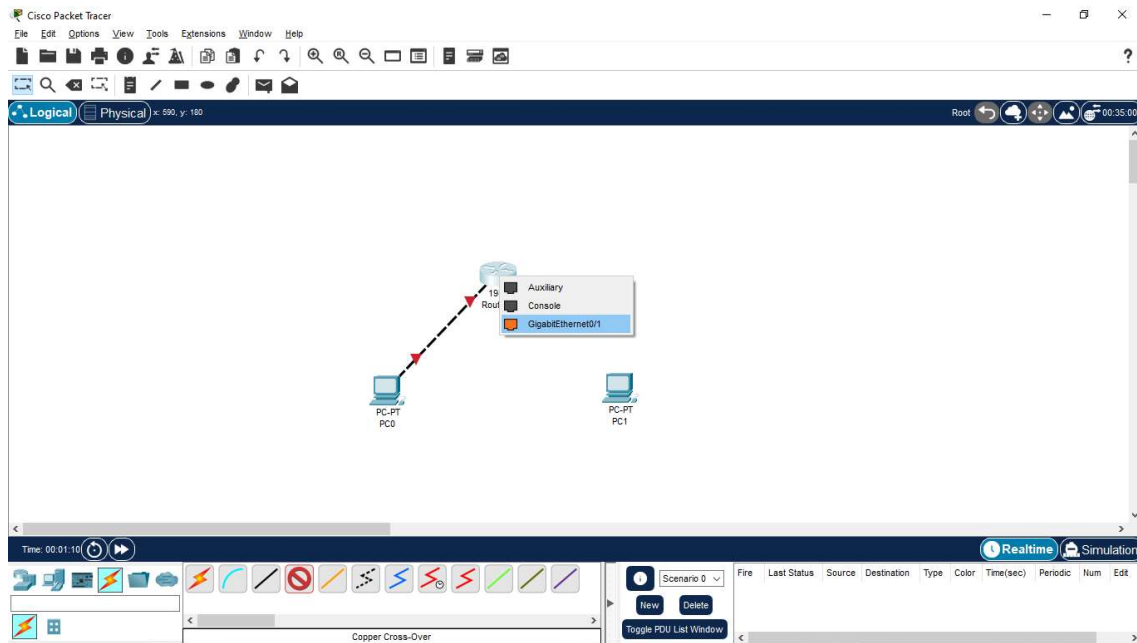 Cisco Packet Tracer
File Edit Options View Tools Extensions Window Help
?
Logical Physical x: 590, y: 180 Root 00:35:00
Auxiliary
19
Console
Rout
GigabitEthernet0/1
PC-PT
PC0
PC-PT
PC1
Time: 00:01:10 Realtime Simulation
Scenario 0 Fire Last Status Source Destination Type Color Time(sec) Periodic Num Edit
New Delete
Toggle PDU List Window
Copper Cross-Over